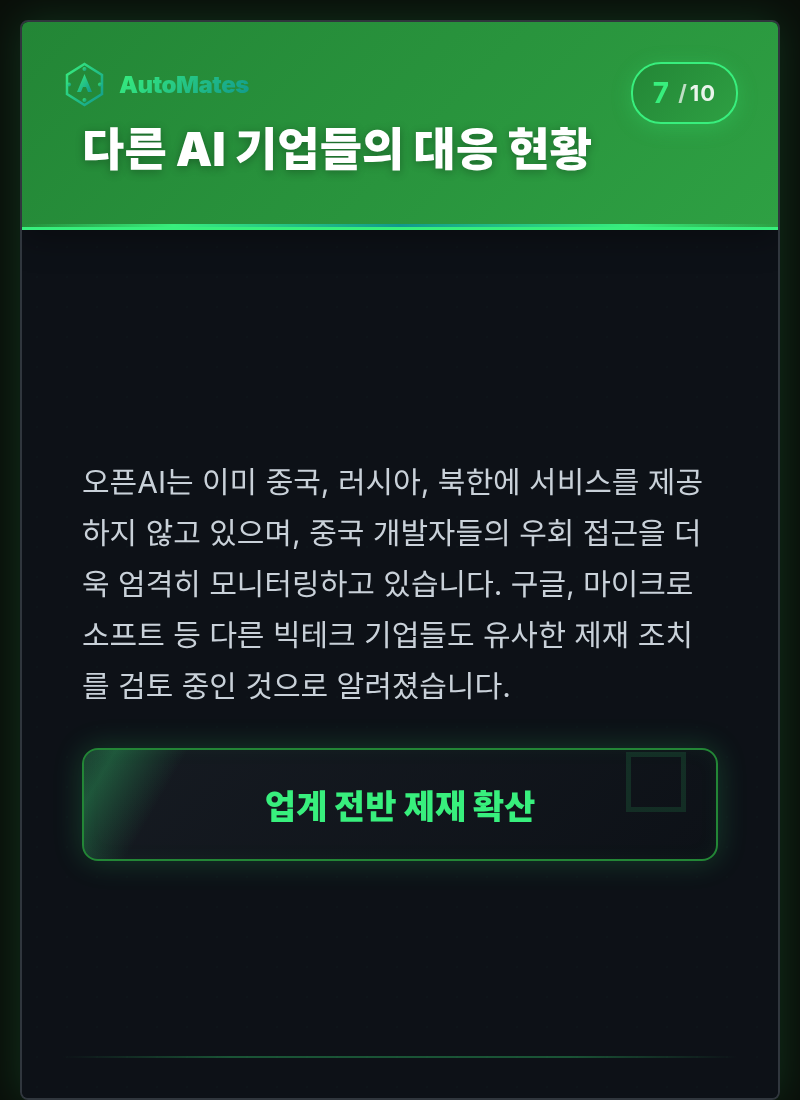 AutoMates
7 /10
다른 AI 기업들의 대응 현황
오픈AI는 이미 중국, 러시아, 북한에 서비스를 제공
하지 않고 있으며, 중국 개발자들의 우회 접근을 더
욱 엄격히 모니터링하고 있습니다. 구글, 마이크로
소프트 등 다른 빅테크 기업들도 유사한 제재 조치
를 검토 중인 것으로 알려졌습니다.
업계 전반 제재 확산